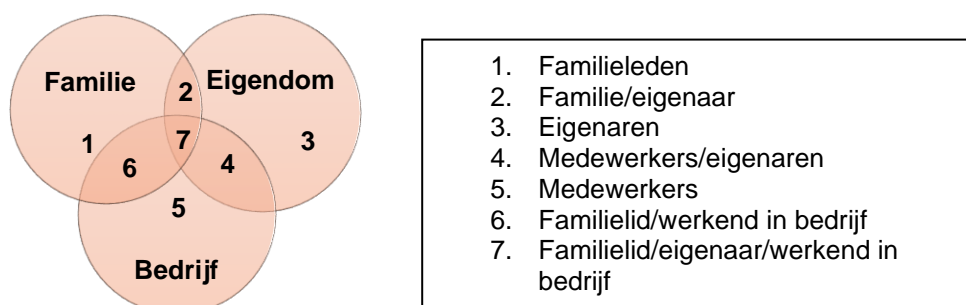 Familie
Eigendom
2
1
7
3
6
4
5
Bedrijf
1. Familieleden
2. Familie/eigenaar
3. Eigenaren
4. Medewerkers/eigenaren
5. Medewerkers
6. Familielid/werkend in bedrijf
7. Familielid/eigenaar/werkend in
bedrijf